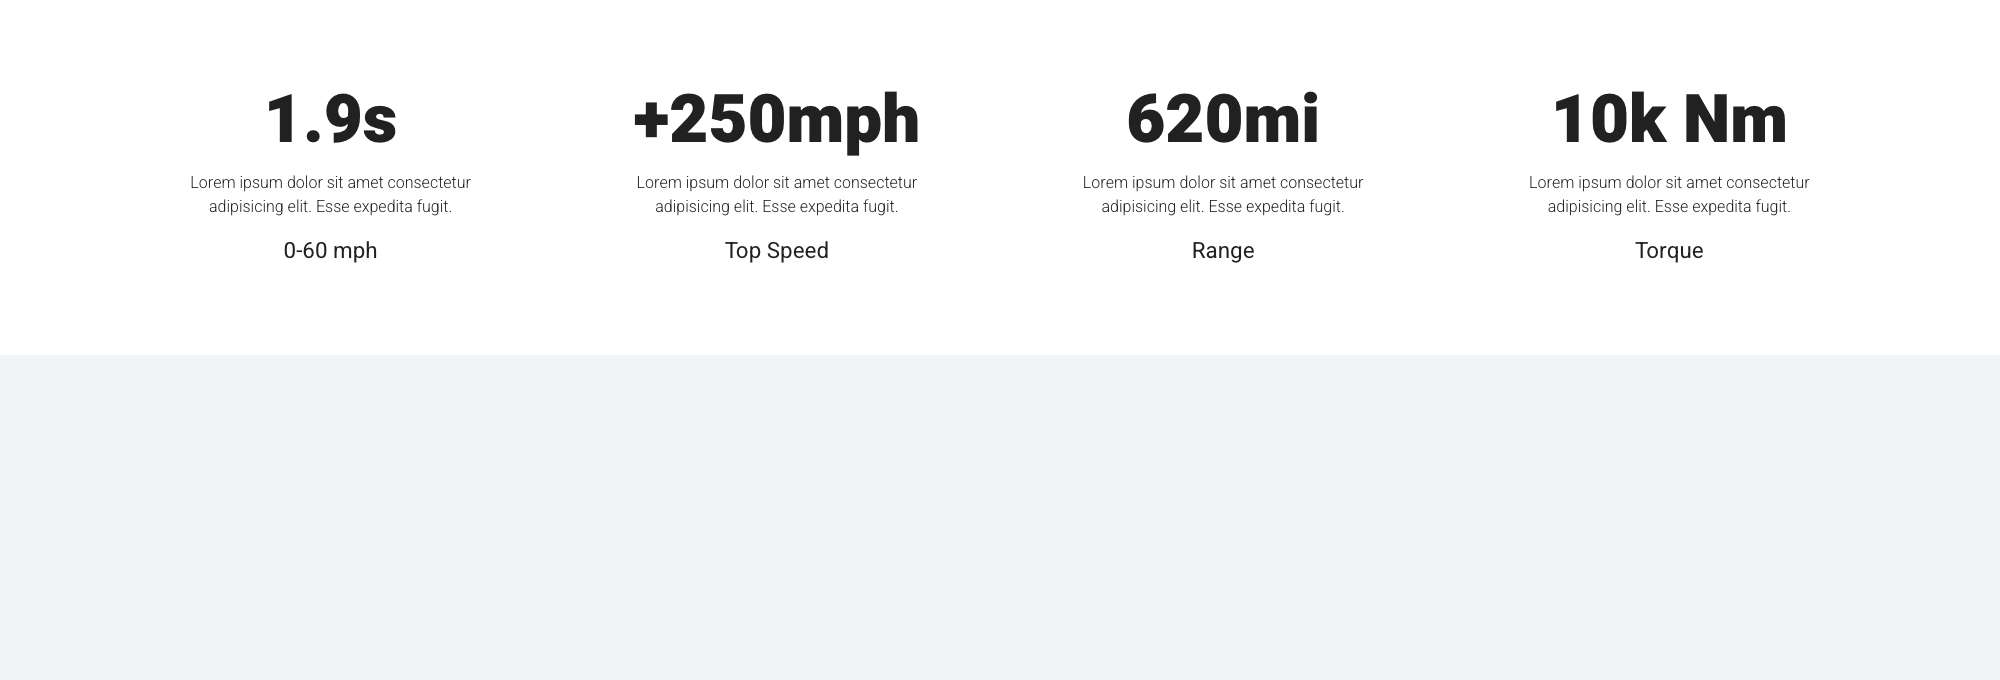 1.9s
Lorem ipsum dolor sit amet consectetur
adipisicing elit. Esse expedita fugit.
0-60 mph
+250mph
Lorem ipsum dolor sit amet consectetur
adipisicing elit. Esse expedita fugit.
Top Speed
620mi
Lorem ipsum dolor sit amet consectetur
adipisicing elit. Esse expedita fugit.
Range
10k Nm
Lorem ipsum dolor sit amet consectetur
adipisicing elit. Esse expedita fugit.
Torque